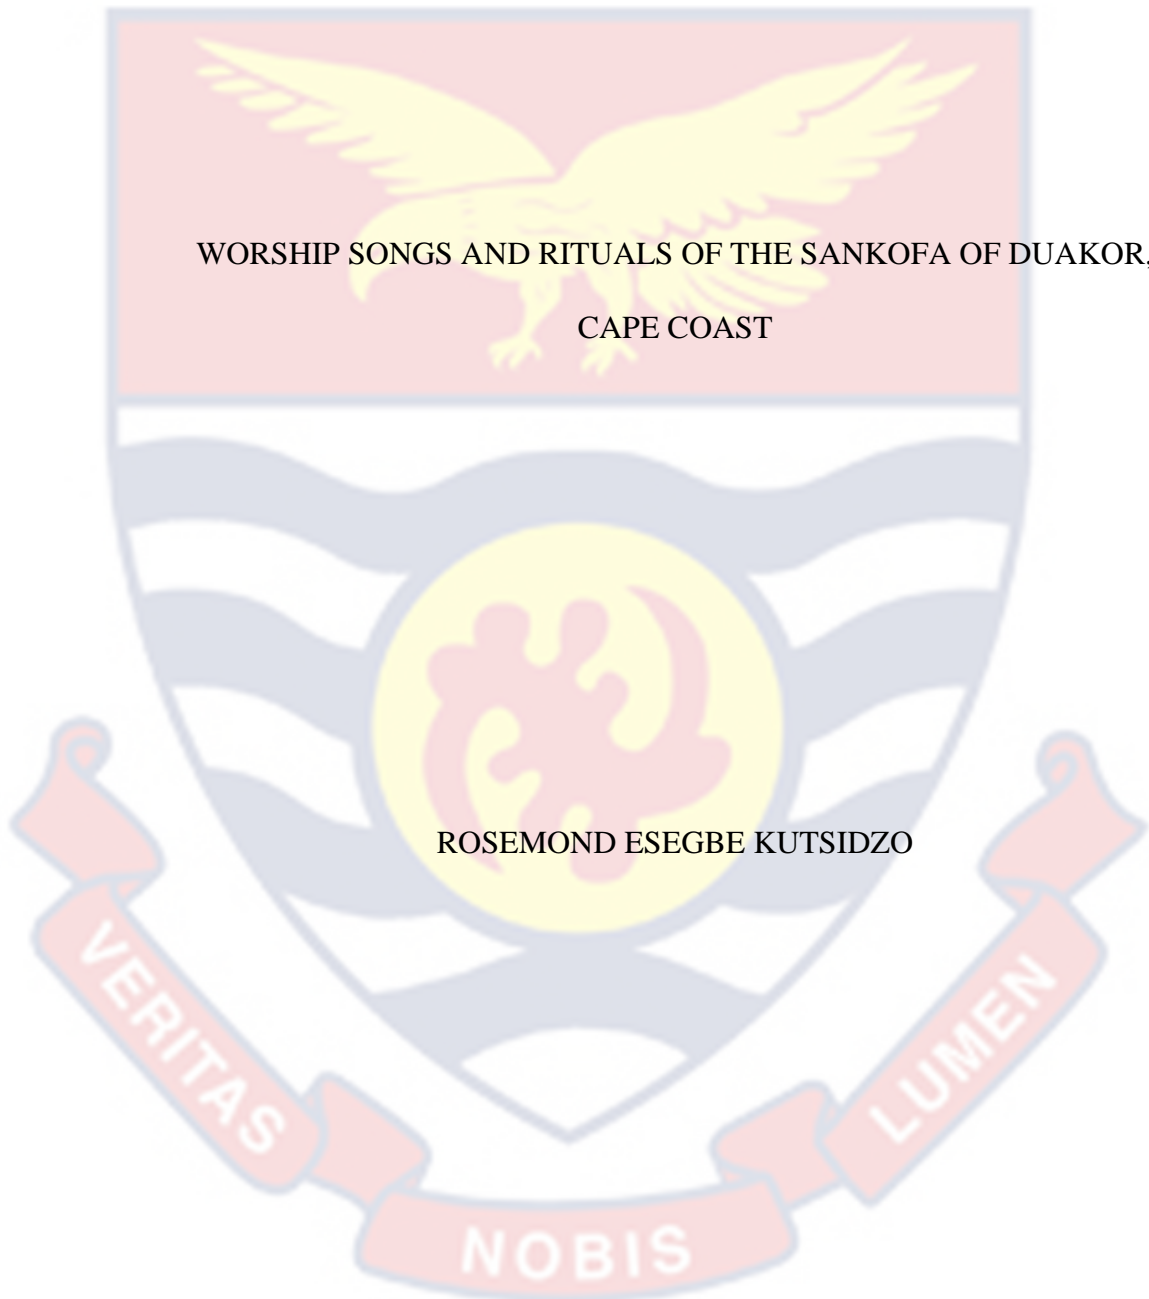 WORSHIP SONGS AND RITUALS OF THE SANKOFA OF DUAKOR,
CAPE COAST
ROSEMOND ESEGBE KUTSIDZO
VERITAS
NOBIS
LUMEN